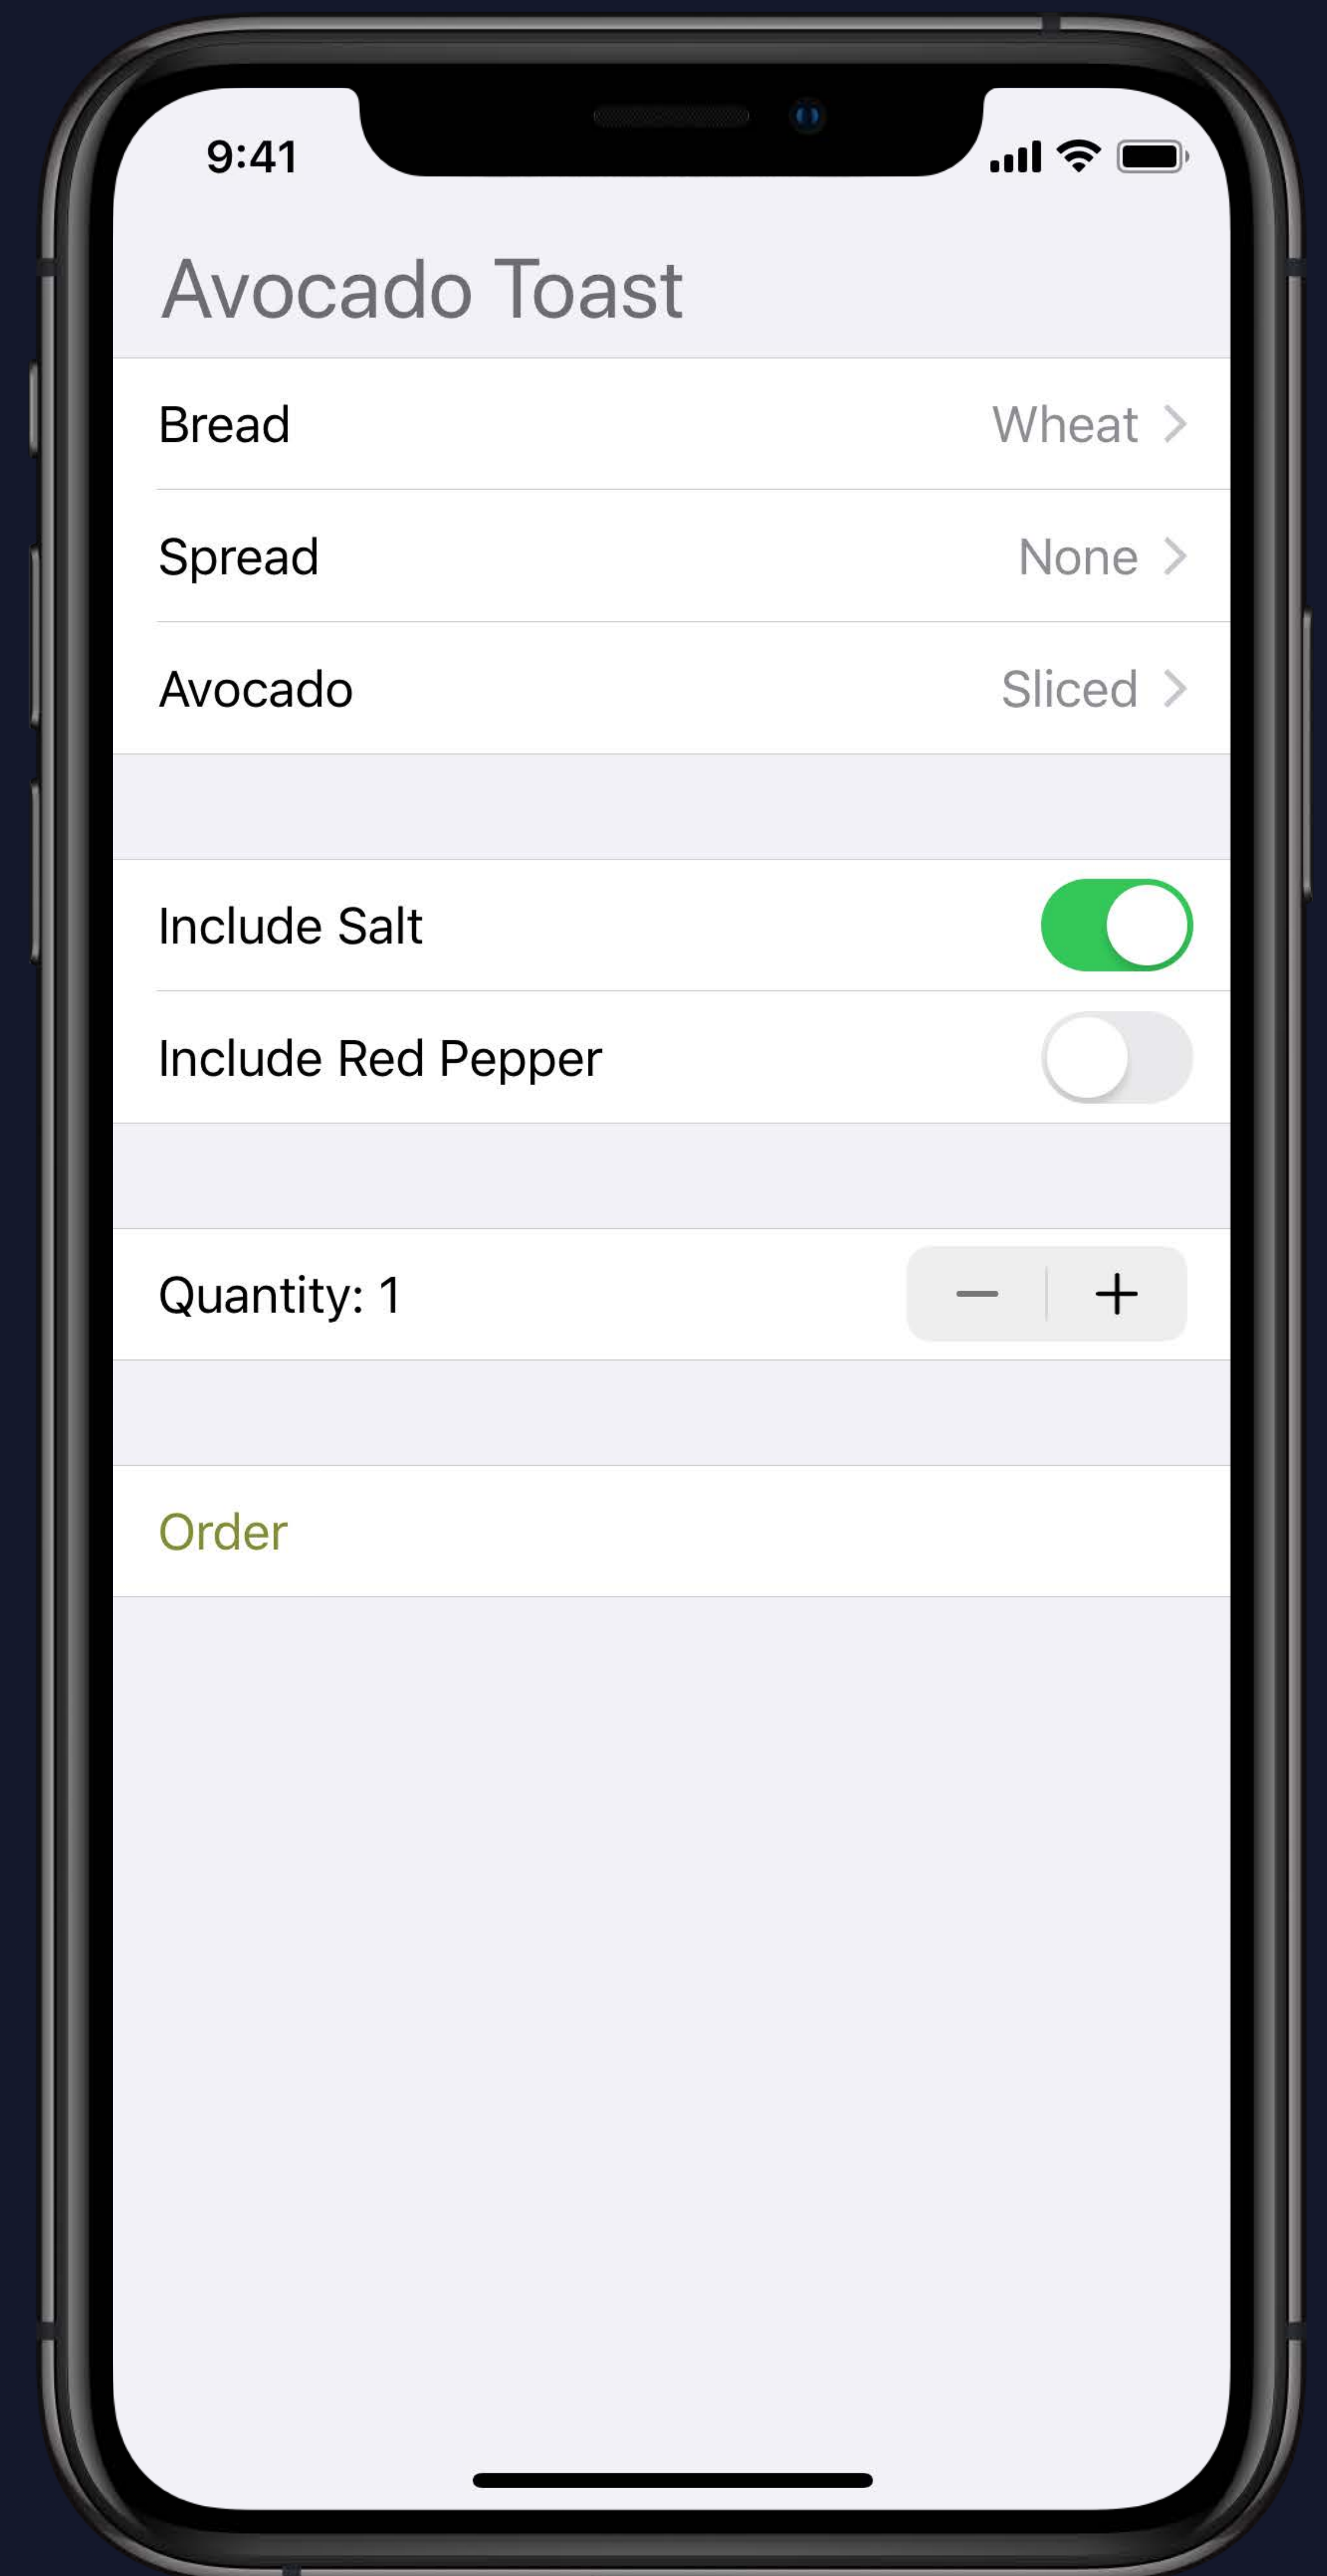 9:41
Avocado Toast
Bread Wheat
Spread None
Avocado Sliced
Include Salt
Include Red Pepper
Quantity: 1
Order